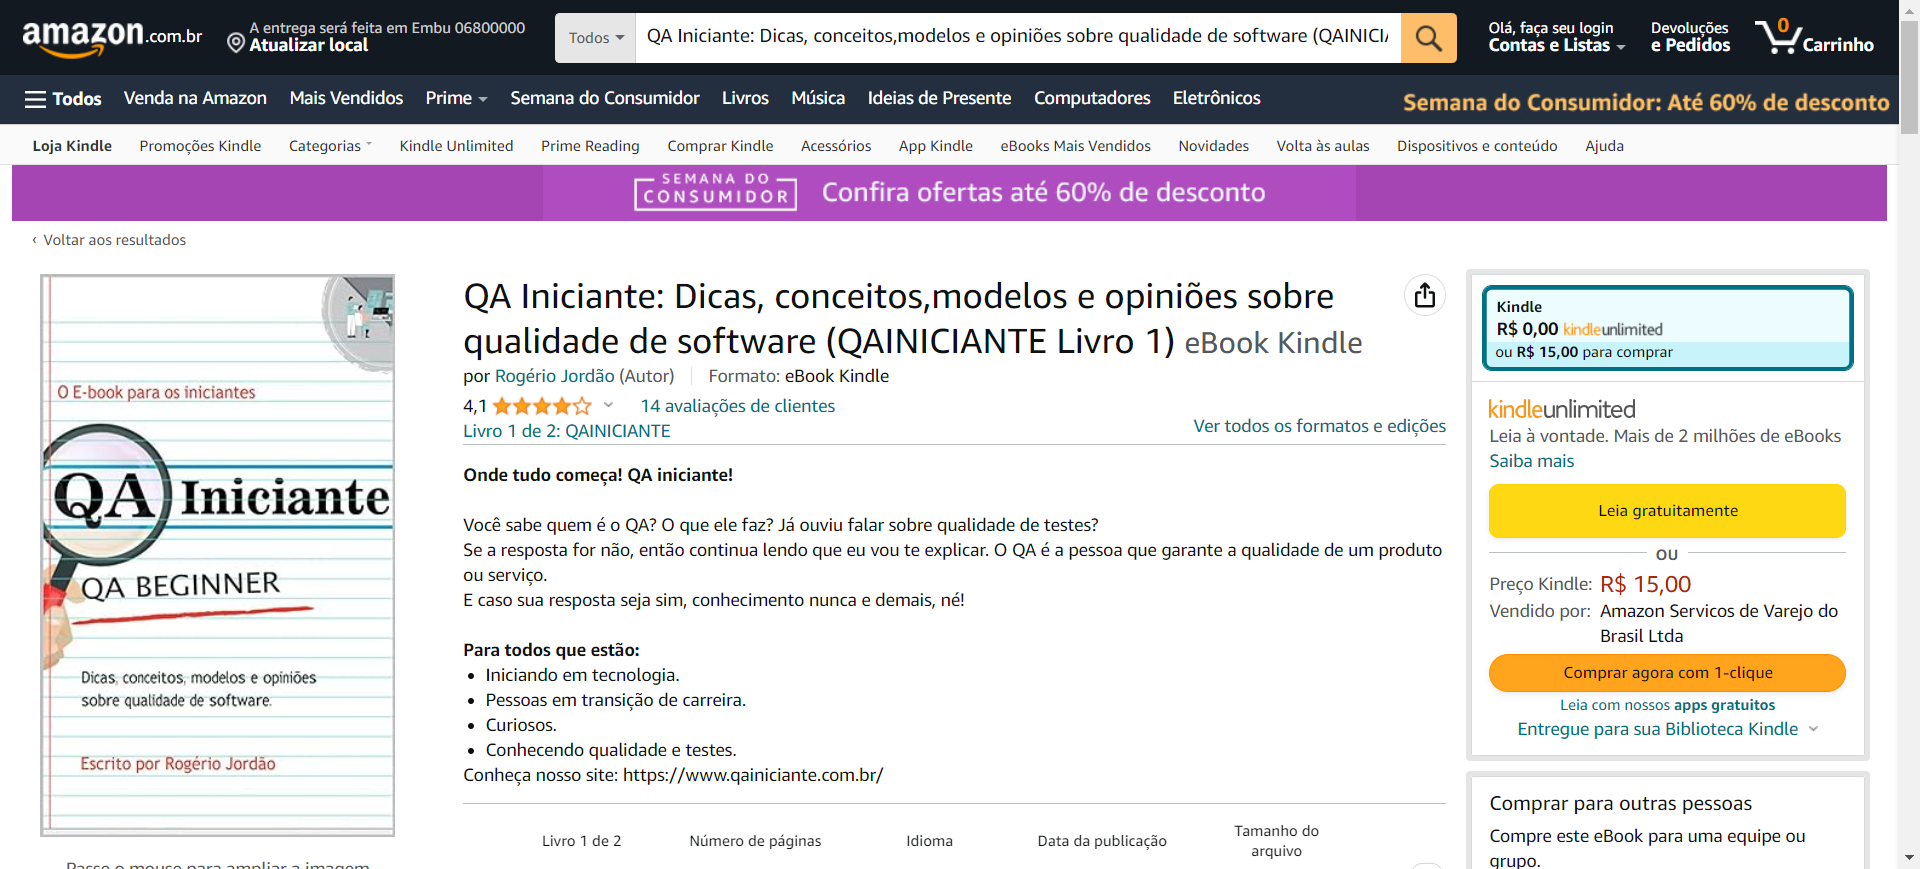 amazon.com.br
A entrega será feita em Embu 06800000
Atualizar local
Todos
QA Iniciante: Dicas, conceitos,modelos e opiniões sobre qualidade de software (QAINICI
Olá, faça seu login
Contas e Listas
Devoluções
e Pedidos
0
Carrinho
Todos
Venda na Amazon
Mais Vendidos
Prime
Semana do Consumidor
Livros
Música
Ideias de Presente
Computadores
Eletrônicos
Semana do Consumidor: Até 60% de desconto
Loja Kindle
Promoções Kindle
Categorias
Kindle Unlimited
Prime Reading
Comprar Kindle
Acessórios
App Kindle
eBooks Mais Vendidos
Novidades
Volta às aulas
Dispositivos e conteúdo
Ajuda
SEMANA DO
CONSUMIDOR
Confira ofertas até 60% de desconto
‹ Voltar aos resultados
O E-book para os iniciantes
QA Iniciante
QA BEGINNER
Dicas, conceitos, modelos e opiniões
sobre qualidade de software.
Escrito por Rogério Jordão
Passe o mouse para ampliar a imagem
QA Iniciante: Dicas, conceitos,modelos e opiniões sobre
qualidade de software (QAINICIANTE Livro 1) eBook Kindle
por Rogério Jordão (Autor)
Formato: eBook Kindle
4,1
14 avaliações de clientes
Livro 1 de 2: QAINICIANTE
Ver todos os formatos e edições
Onde tudo começa! QA iniciante!
Você sabe quem é o QA? O que ele faz? Já ouviu falar sobre qualidade de testes?
Se a resposta for não, então continua lendo que eu vou te explicar. O QA é a pessoa que garante a qualidade de um produto
ou serviço.
E caso sua resposta seja sim, conhecimento nunca e demais, né!
Para todos que estão:
• Iniciando em tecnologia.
• Pessoas em transição de carreira.
• Curiosos.
• Conhecendo qualidade e testes.
Conheça nosso site: https://www.qainiciante.com.br/
Livro 1 de 2
Número de páginas
Idioma
Data da publicação
Tamanho do
arquivo
Kindle
R$ 0,00 kindleunlimited
ou R$ 15,00 para comprar
kindleunlimited
Leia à vontade. Mais de 2 milhões de eBooks
Saiba mais
Leia gratuitamente
OU
Preço Kindle: R$ 15,00
Vendido por: Amazon Servicos de Varejo do
Brasil Ltda
Comprar agora com 1-clique
Leia com nossos apps gratuitos
Entregue para sua Biblioteca Kindle
Comprar para outras pessoas
Compre este eBook para uma equipe ou
grupo.